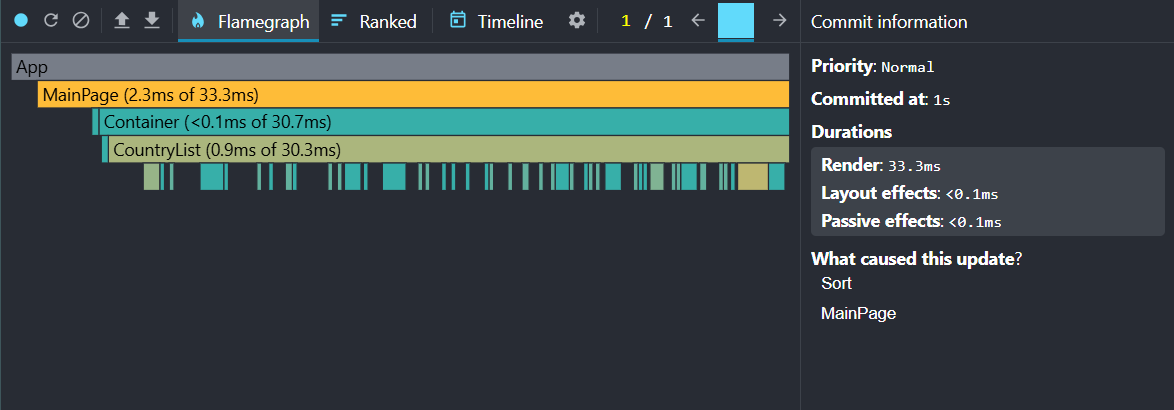 Flamegraph Ranked Timeline 1 / 1 Commit information
App
MainPage (2.3ms of 33.3ms)
Container (<0.1ms of 30.7ms)
CountryList (0.9ms of 30.3ms)
Priority: Normal
Committed at: 1s
Durations
Render: 33.3ms
Layout effects: <0.1ms
Passive effects: <0.1ms
What caused this update?
Sort
MainPage